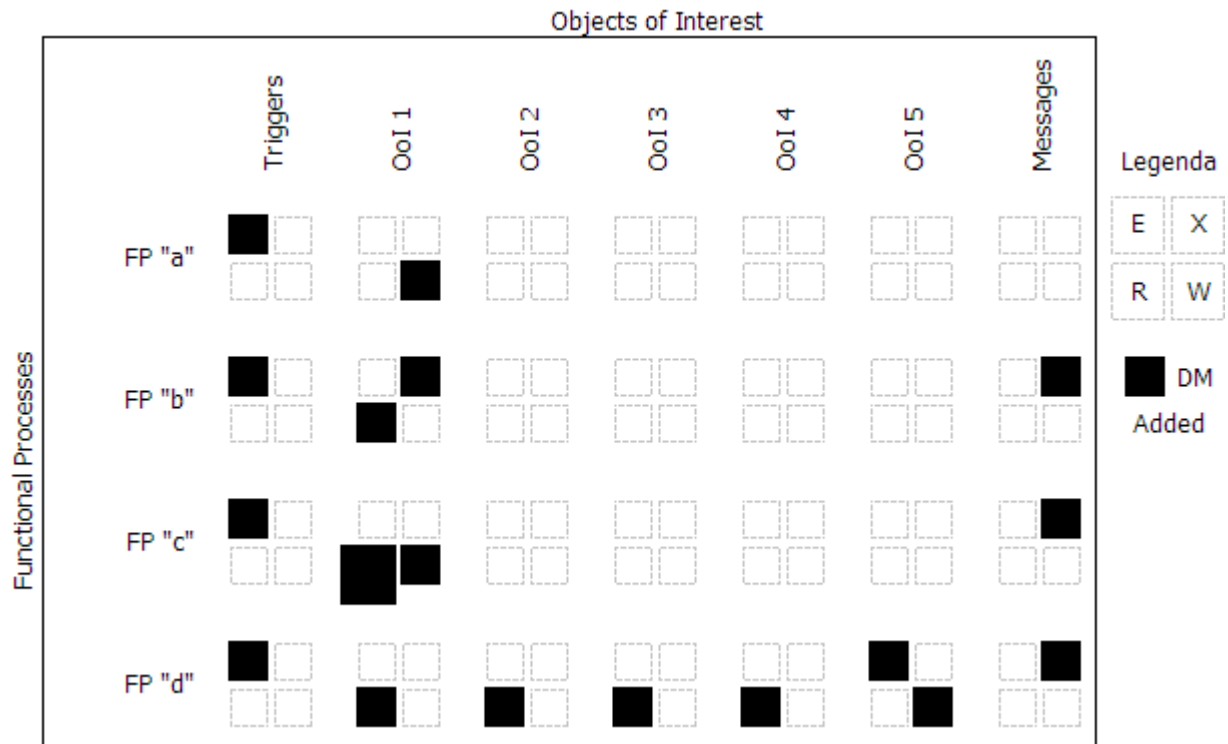 Objects of Interest
Triggers
OoI 1
OoI 2
OoI 3
OoI 4
OoI 5
Messages
Legenda
E X
R W
DM
Added
Functional Processes
FP "a"
FP "b"
FP "c"
FP "d"